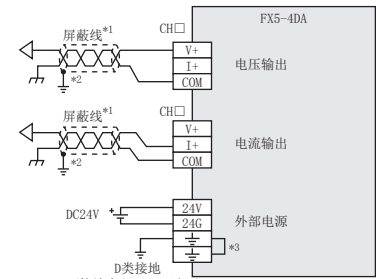 FX5-4DA
屏蔽线*1
CH□
V+
I+
COM
*2
电压输出
屏蔽线*1
CH□
V+
I+
COM
*2
电流输出
DC24V
+
24V
24G
外部电源
*3
D类接地